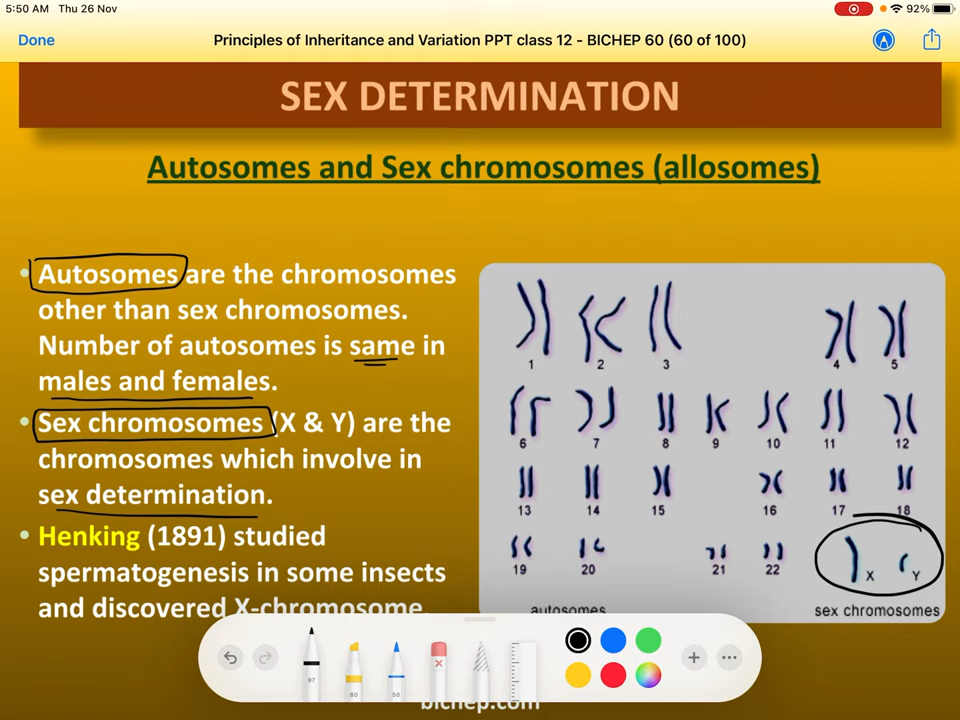 5:50 AM Thu 26 Nov
92%
Done
Principles of Inheritance and Variation PPT class 12 - BICHEP 60 (60 of 100)
SEX DETERMINATION
Autosomes and Sex chromosomes (allosomes)
• Autosomes are the chromosomes
other than sex chromosomes.
Number of autosomes is same in
males and females.
• Sex chromosomes (X & Y) are the
chromosomes which involve in
sex determination.
• Henking (1891) studied
spermatogenesis in some insects
and discovered X-chromosome.
1 2 3 4 5
6 7 8 9 10 11 12
13 14 15 16 17 18
19 20 21 22 X Y
autosomes sex chromosomes
97 80 50
bichep.com